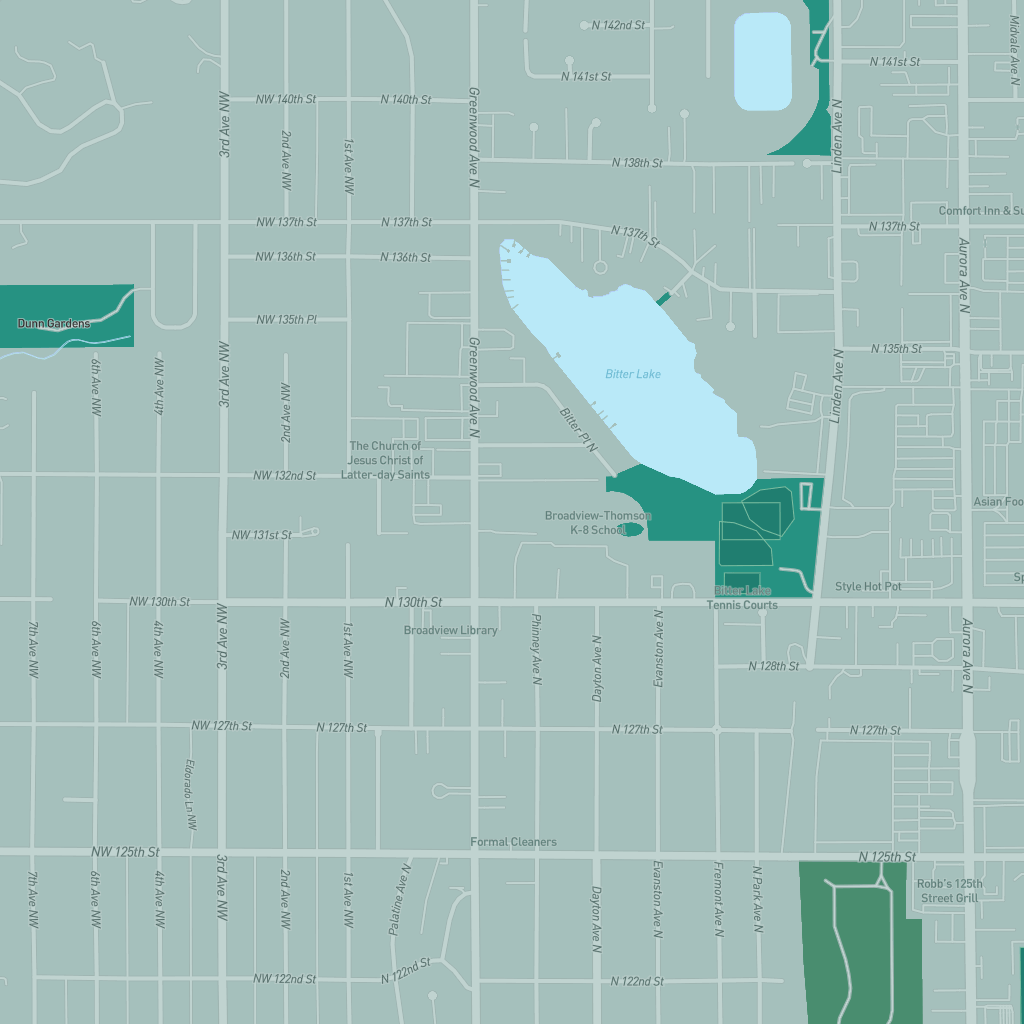 N 142nd St
Midvale Ave N
N 141st St
N 141st St
NW 140th St
N 140th St
Greenwood Ave N
3rd Ave NW
2nd Ave NW
1st Ave NW
Linden Ave N
N 138th St
Comfort Inn & Su
NW 137th St
N 137th St
N 137th St
N 137th St
NW 136th St
N 136th St
Aurora Ave N
NW 135th Pl
Dunn Gardens
N 135th St
6th Ave NW
4th Ave NW
3rd Ave NW
2nd Ave NW
Greenwood Ave N
Bitter Lake
Linden Ave N
Bitter Pl N
The Church of
Jesus Christ of
Latter-day Saints
NW 132nd St
Asian Foo
Broadview-Thomson
K-8 School
NW 131st St
Sp
Style Hot Pot
Bitter Lake
Tennis Courts
NW 130th St
N 130th St
Broadview Library
7th Ave NW
6th Ave NW
4th Ave NW
3rd Ave NW
2nd Ave NW
1st Ave NW
Phinney Ave N
Dayton Ave N
Evanston Ave N
Aurora Ave N
N 128th St
NW 127th St
N 127th St
N 127th St
N 127th St
Eldorado Ln NW
Formal Cleaners
NW 125th St
N 125th St
Robb's 125th
Street Grill
7th Ave NW
6th Ave NW
4th Ave NW
3rd Ave NW
2nd Ave NW
1st Ave NW
Palatine Ave N
Dayton Ave N
Evanston Ave N
Fremont Ave N
N Park Ave N
NW 122nd St
N 122nd St
N 122nd St